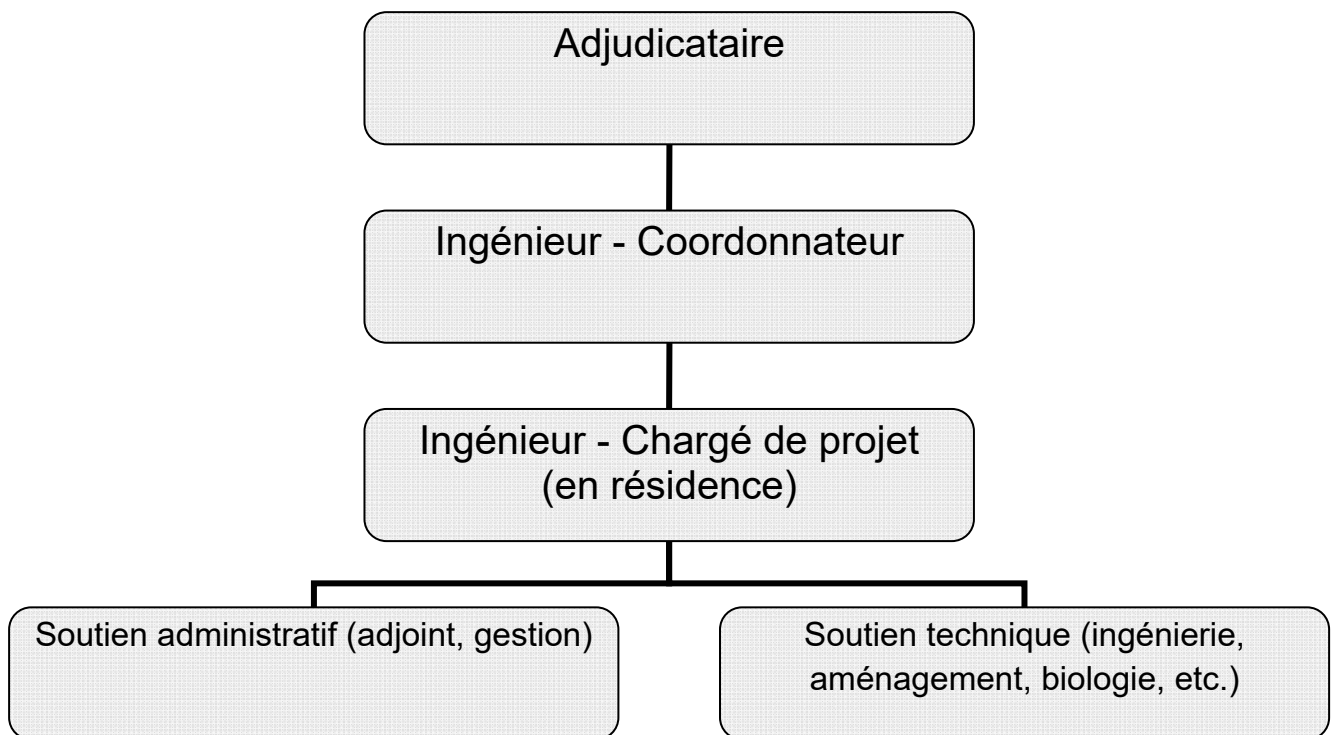 Adjudicataire
Ingénieur - Coordonnateur
Ingénieur - Chargé de projet
(en résidence)
Soutien administratif (adjoint, gestion)
Soutien technique (ingénierie,
aménagement, biologie, etc.)